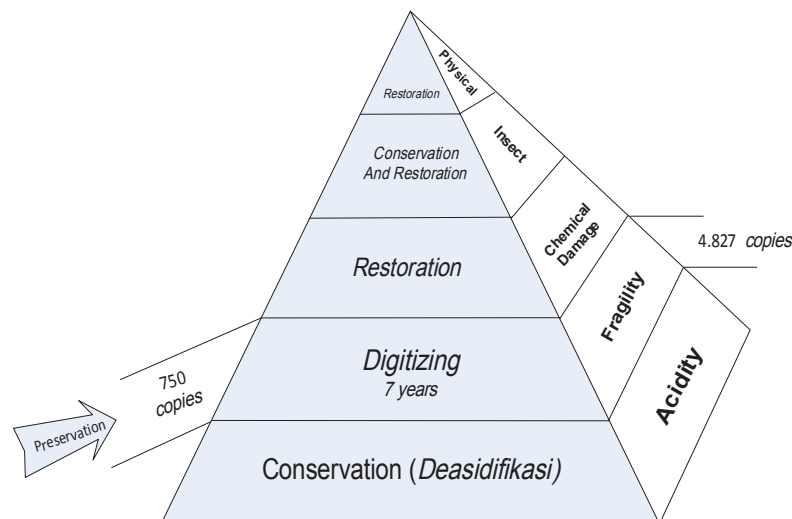 Restoration
Physical
Conservation
And Restoration
Insect
Restoration
Chemical
Damage
4.827 copies
Digitizing
7 years
Fragility
750
copies
Preservation
Conservation (Deasidifikasi)
Acidity